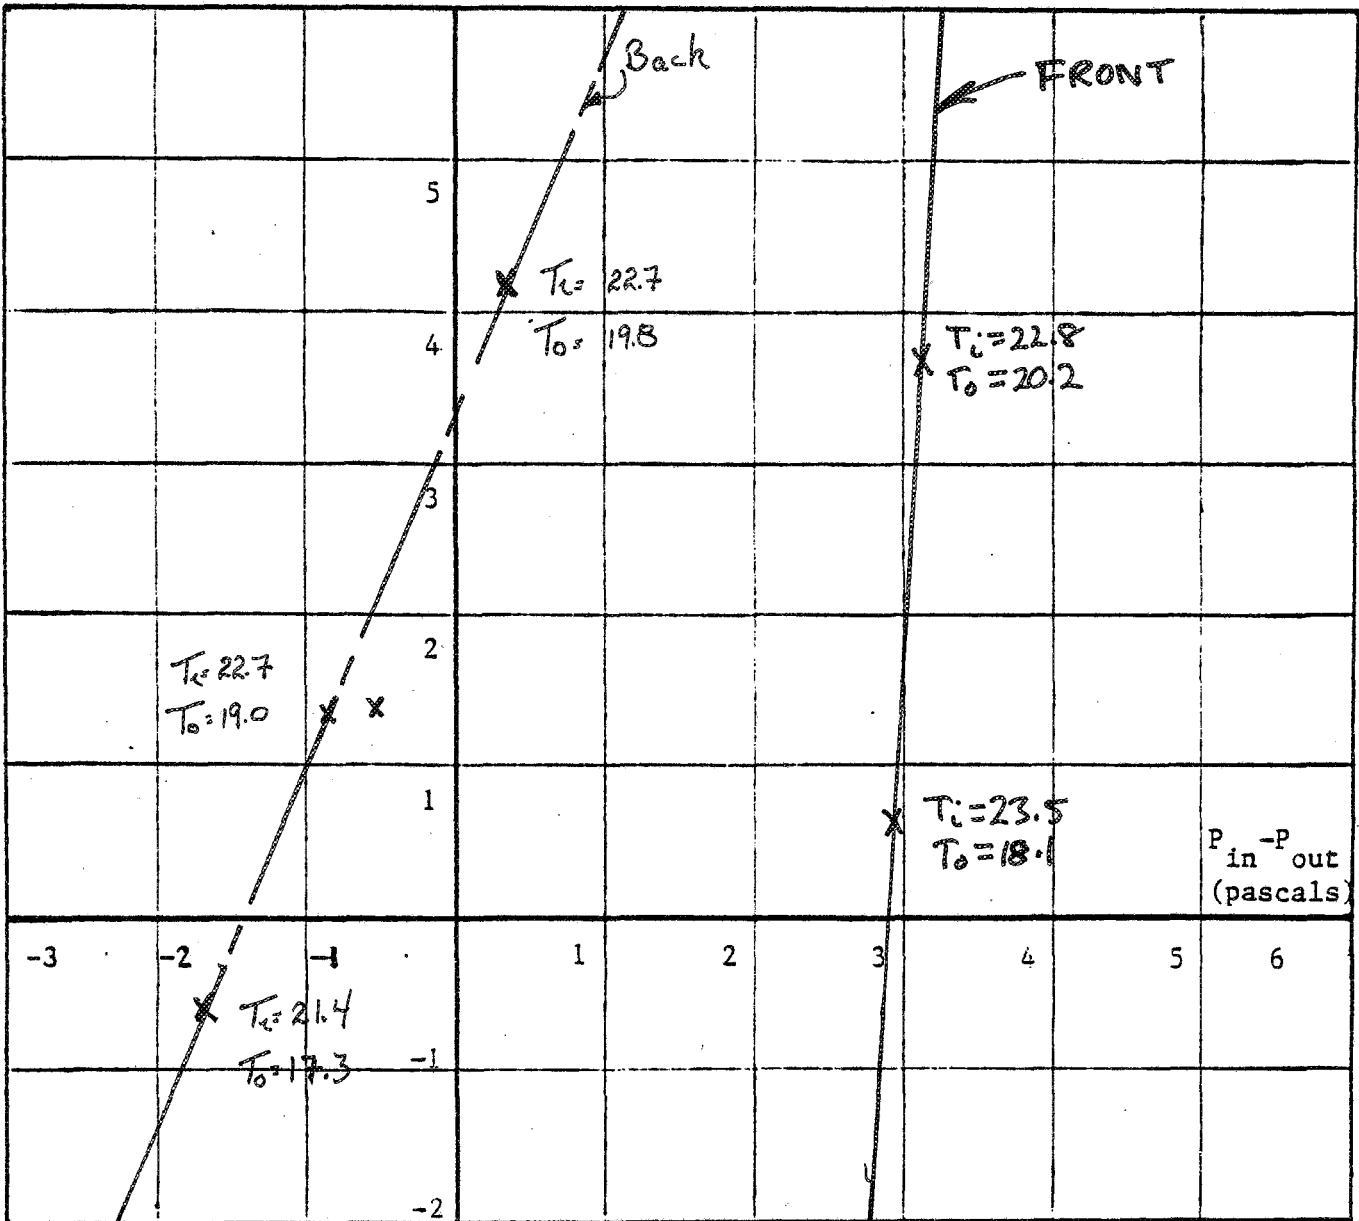 Back
FRONT
5
Ti= 22.7
To= 19.8
4
Ti=22.8
To=20.2
3
2
Ti=22.7
To=19.0
1
Ti=23.5
To=18.1
Pin-Pout
(pascals)
-3 -2 -1 1 2 3 4 5 6
Ti=21.4
To=17.3
-1
-2